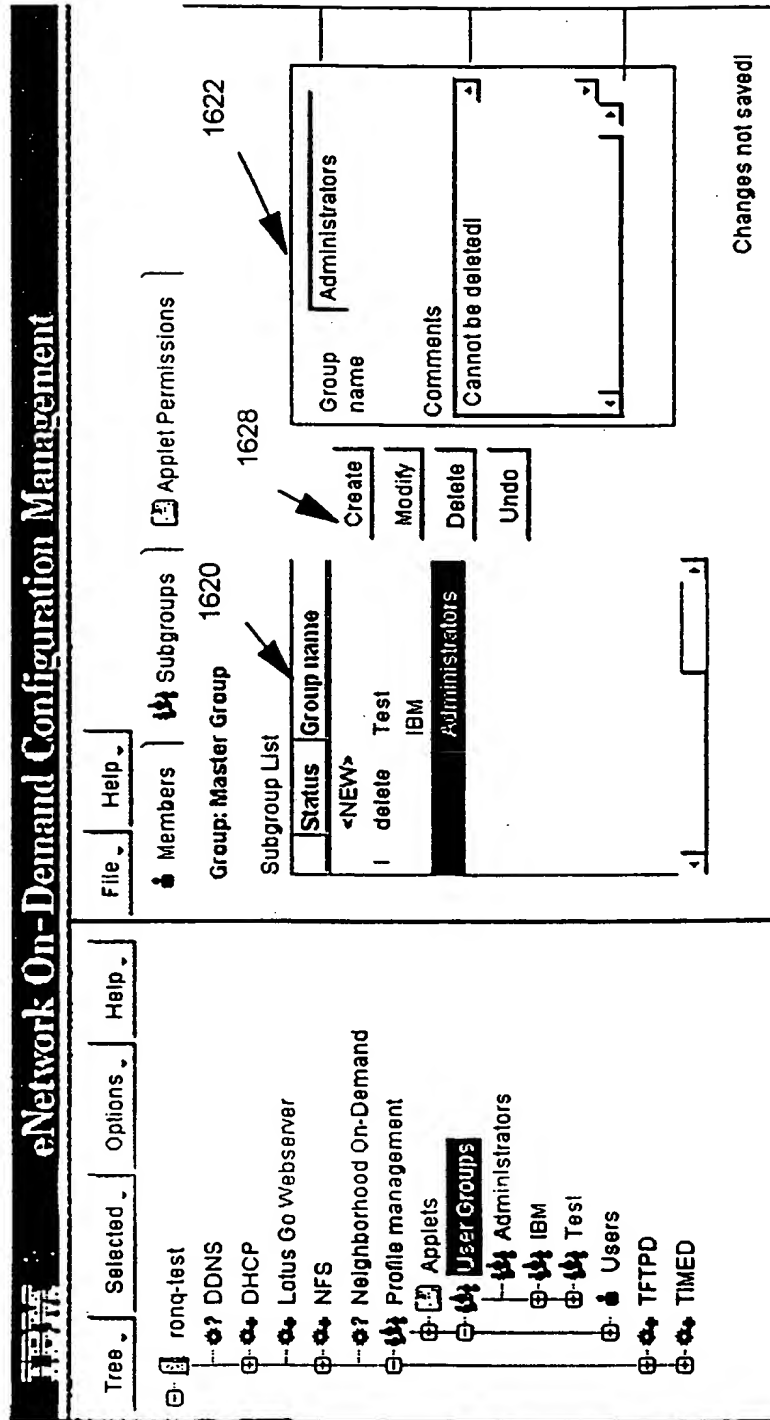 IBM eNetwork On-Demand Configuration Management
Tree Selected Options Help
ronq-test
? DDNS
DHCP
Lotus Go Webserver
NFS
? Neighborhood On-Demand
Profile management
Applets
User Groups
Administrators
IBM
Test
Users
TFTPD
TIMED
File Help
Members Subgroups Applet Permissions
Group: Master Group
1620
1628
1622
Subgroup List
Status Group name
<NEW>
I delete Test
IBM
Administrators
Create
Modify
Delete
Undo
Group
name
Administrators
Comments
Cannot be deleted!
Changes not saved!